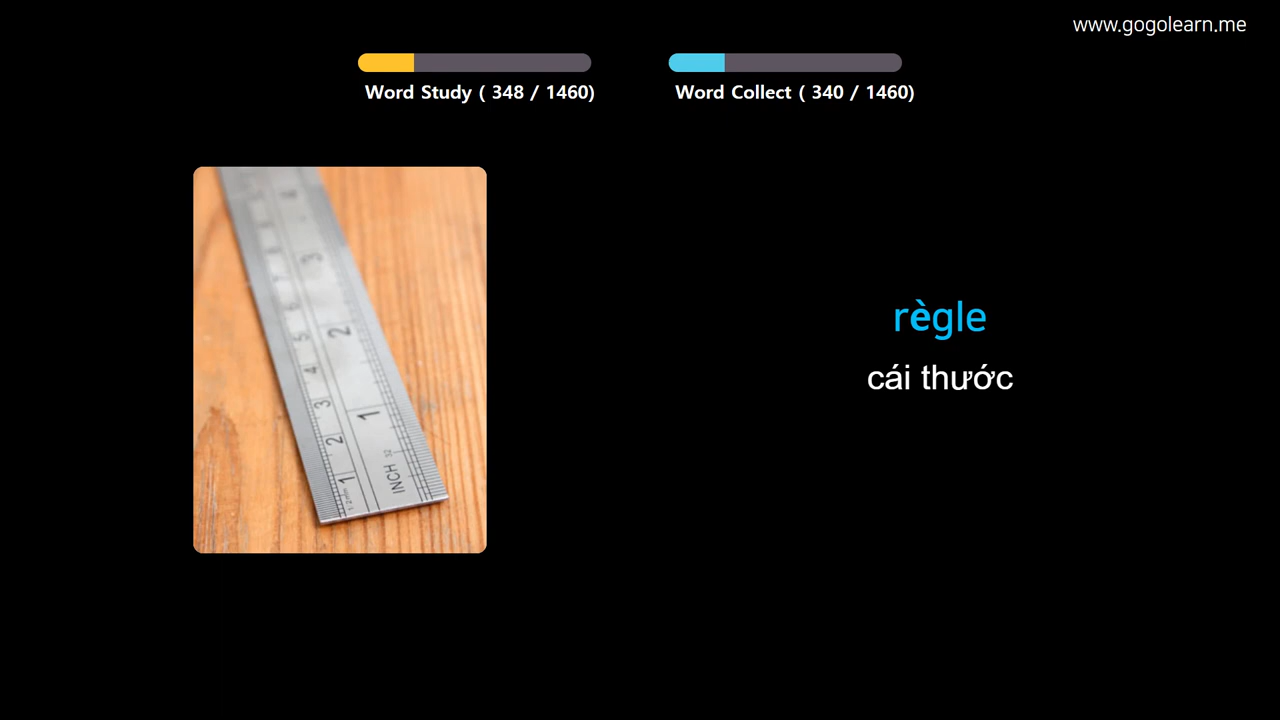 www.gogolearn.me
Word Study ( 348 / 1460)
Word Collect ( 340 / 1460)
règle
cái thước
3
2
1
INCH 32
5
4
3
2
1